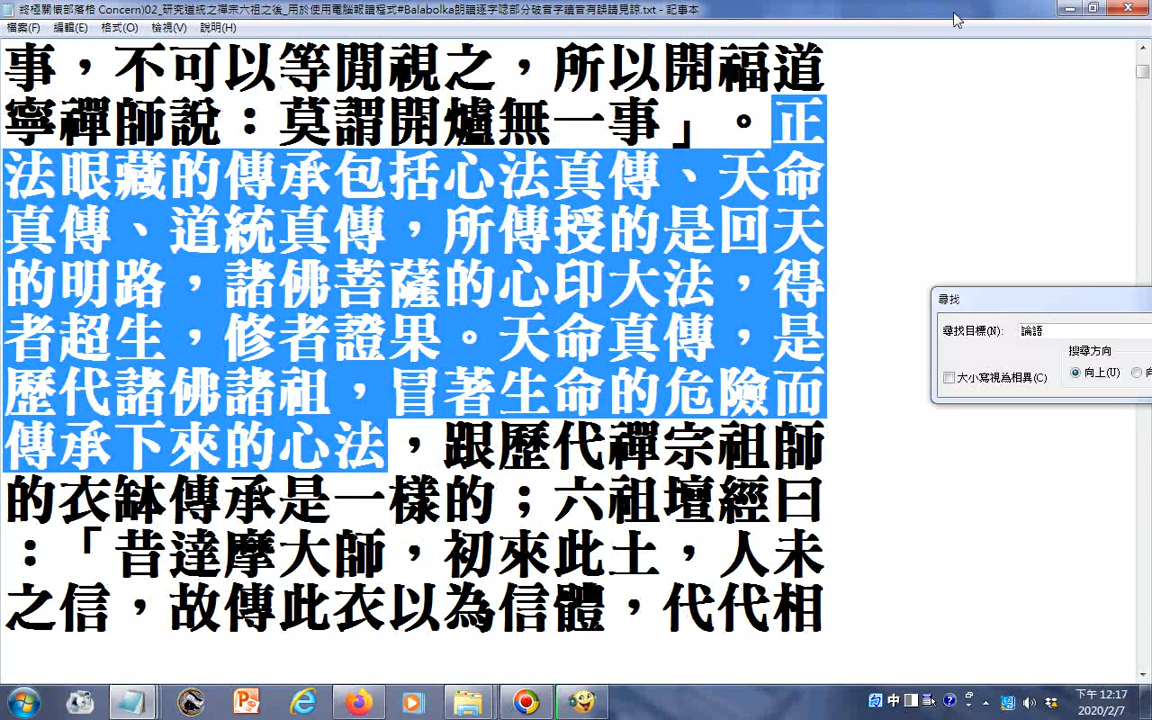 終極關懷部落格 Concern)02_研究道統之禪宗六祖之後_用於使用電腦報讀程式#Balabolka朗讀逐字唸部分破音字讀音有誤請見諒.txt - 記事本
檔案(F) 編輯(E) 格式(O) 檢視(V) 說明(H)
事，不可以等閒視之，所以開福道
寧禪師說：莫謂開爐無一事」。正
法眼藏的傳承包括心法真傳、天命
真傳、道統真傳，所傳授的是回天
的明路，諸佛菩薩的心印大法，得
者超生，修者證果。天命真傳，是
歷代諸佛諸祖，冒著生命的危險而
傳承下來的心法，跟歷代禪宗祖師
的衣缽傳承是一樣的；六祖壇經曰
：「昔達摩大師，初來此土，人未
之信，故傳此衣以為信體，代代相
尋找
尋找目標(N): 論語
搜尋方向
大小寫視為相異(C) 向上(U)
中
下午 12:17
2020/2/7